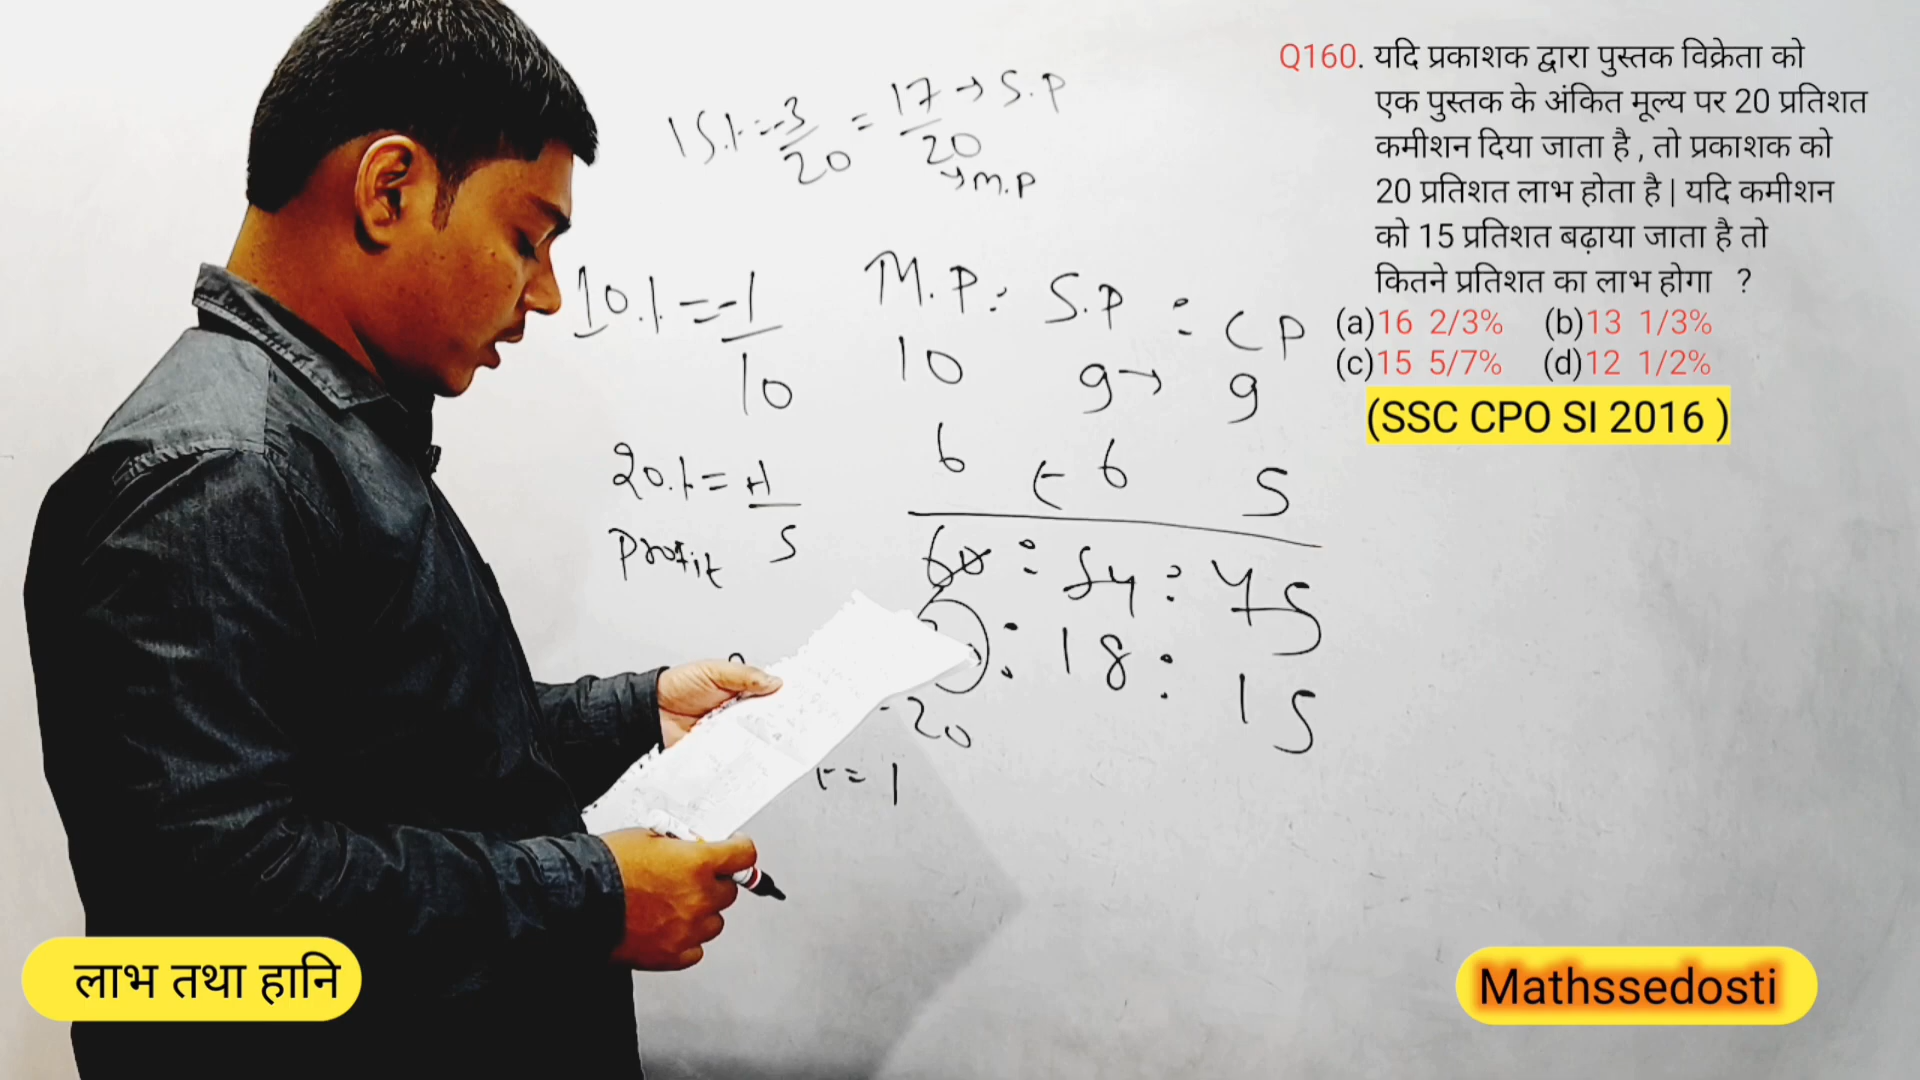 15% = -3/20 = 17/20 → S.P
→ M.P
10% = -1/10
M.P : S.P : CP
10 9 → 9
20% = +1/5
Profit
6 ← 6 5
60 : 54 : 45
: 18 : 15
20
= 1
Q160. यदि प्रकाशक द्वारा पुस्तक विक्रेता को
एक पुस्तक के अंकित मूल्य पर 20 प्रतिशत
कमीशन दिया जाता है , तो प्रकाशक को
20 प्रतिशत लाभ होता है | यदि कमीशन
को 15 प्रतिशत बढ़ाया जाता है तो
कितने प्रतिशत का लाभ होगा ?
(a)16 2/3% (b)13 1/3%
(c)15 5/7% (d)12 1/2%
(SSC CPO SI 2016 )
लाभ तथा हानि
Mathssedosti